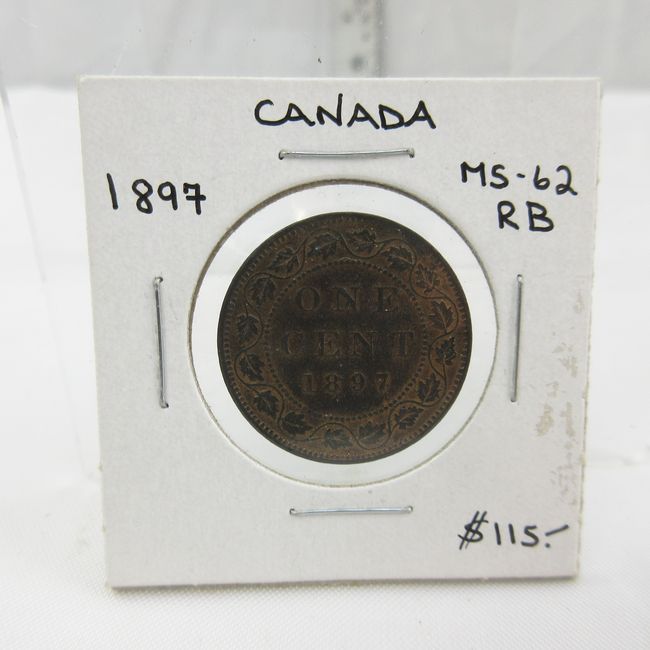 CANADA
1897
MS-62
RB
ONE
CENT
1897
$115.-